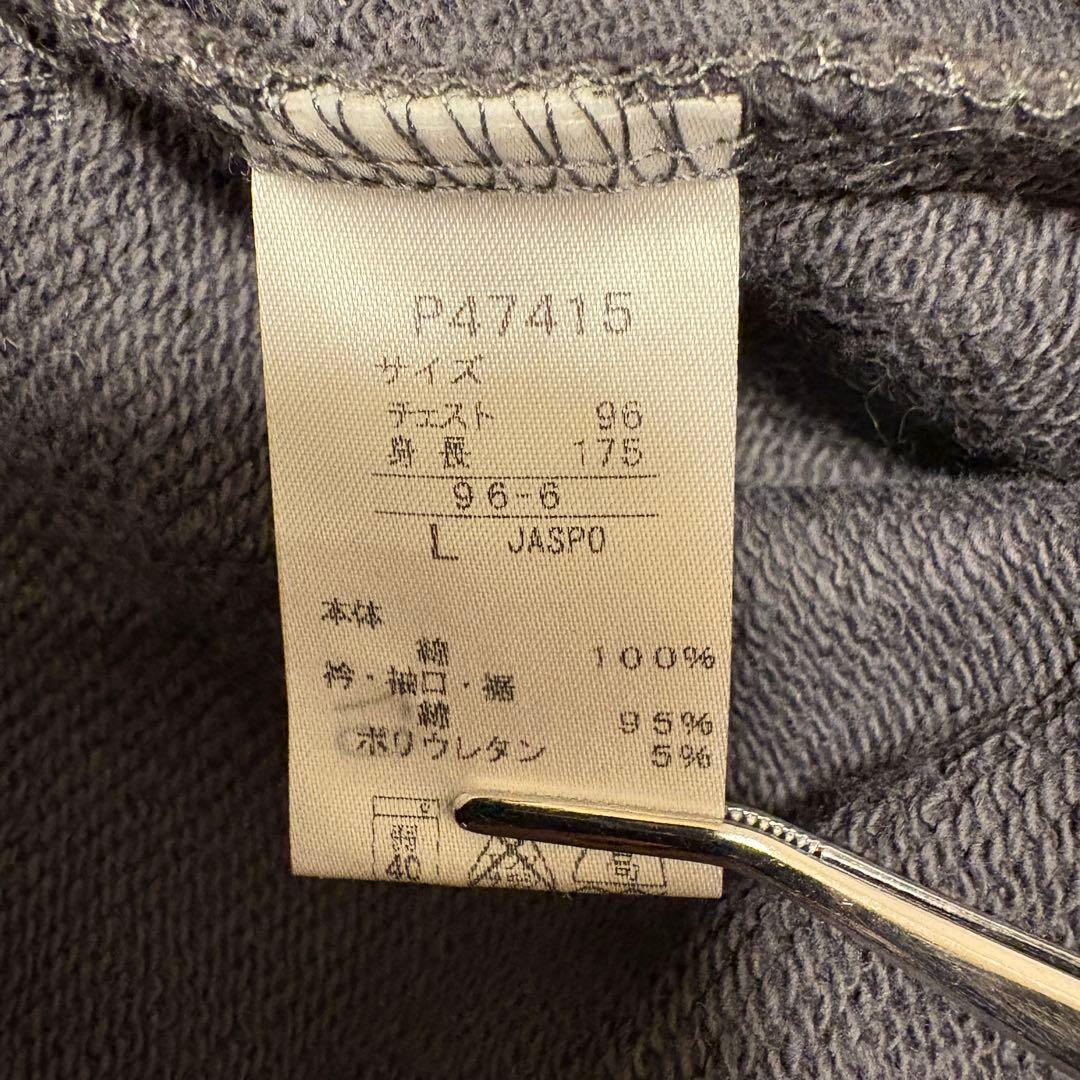 P47415
サイズ
チェスト 96
身長 175
96-6
L JASPO
本体
綿 100%
衿・袖口・裾
綿 95%
ポリウレタン 5%
40